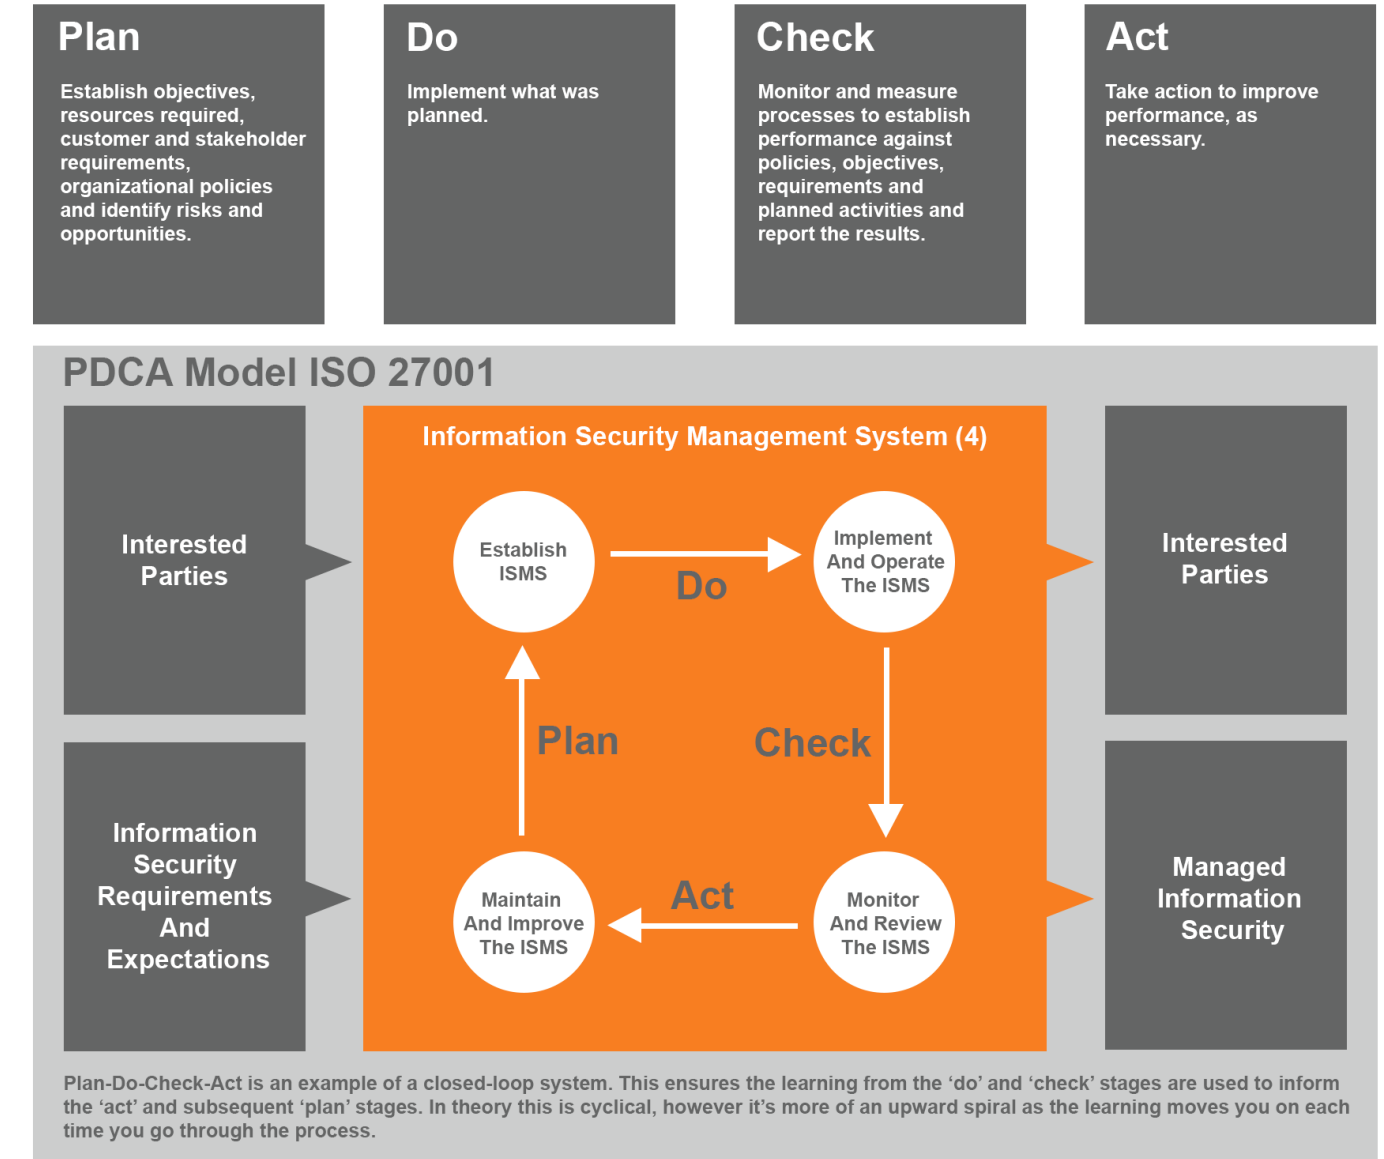 Plan
Establish objectives,
resources required,
customer and stakeholder
requirements,
organizational policies
and identify risks and
opportunities.
Do
Implement what was
planned.
Check
Monitor and measure
processes to establish
performance against
policies, objectives,
requirements and
planned activities and
report the results.
Act
Take action to improve
performance, as
necessary.
PDCA Model ISO 27001
Interested
Parties
Information
Security
Requirements
And
Expectations
Information Security Management System (4)
Establish
ISMS
Do
Implement
And Operate
The ISMS
Plan
Check
Maintain
And Improve
The ISMS
Act
Monitor
And Review
The ISMS
Interested
Parties
Managed
Information
Security
Plan-Do-Check-Act is an example of a closed-loop system. This ensures the learning from the ‘do’ and ‘check’ stages are used to inform
the ‘act’ and subsequent ‘plan’ stages. In theory this is cyclical, however it’s more of an upward spiral as the learning moves you on each
time you go through the process.